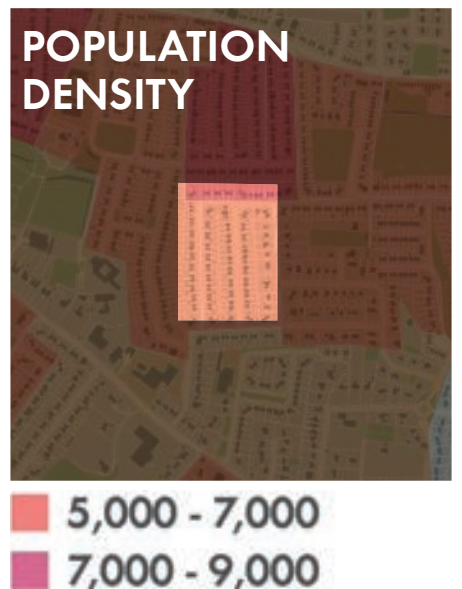 POPULATION
DENSITY
5,000 - 7,000
7,000 - 9,000